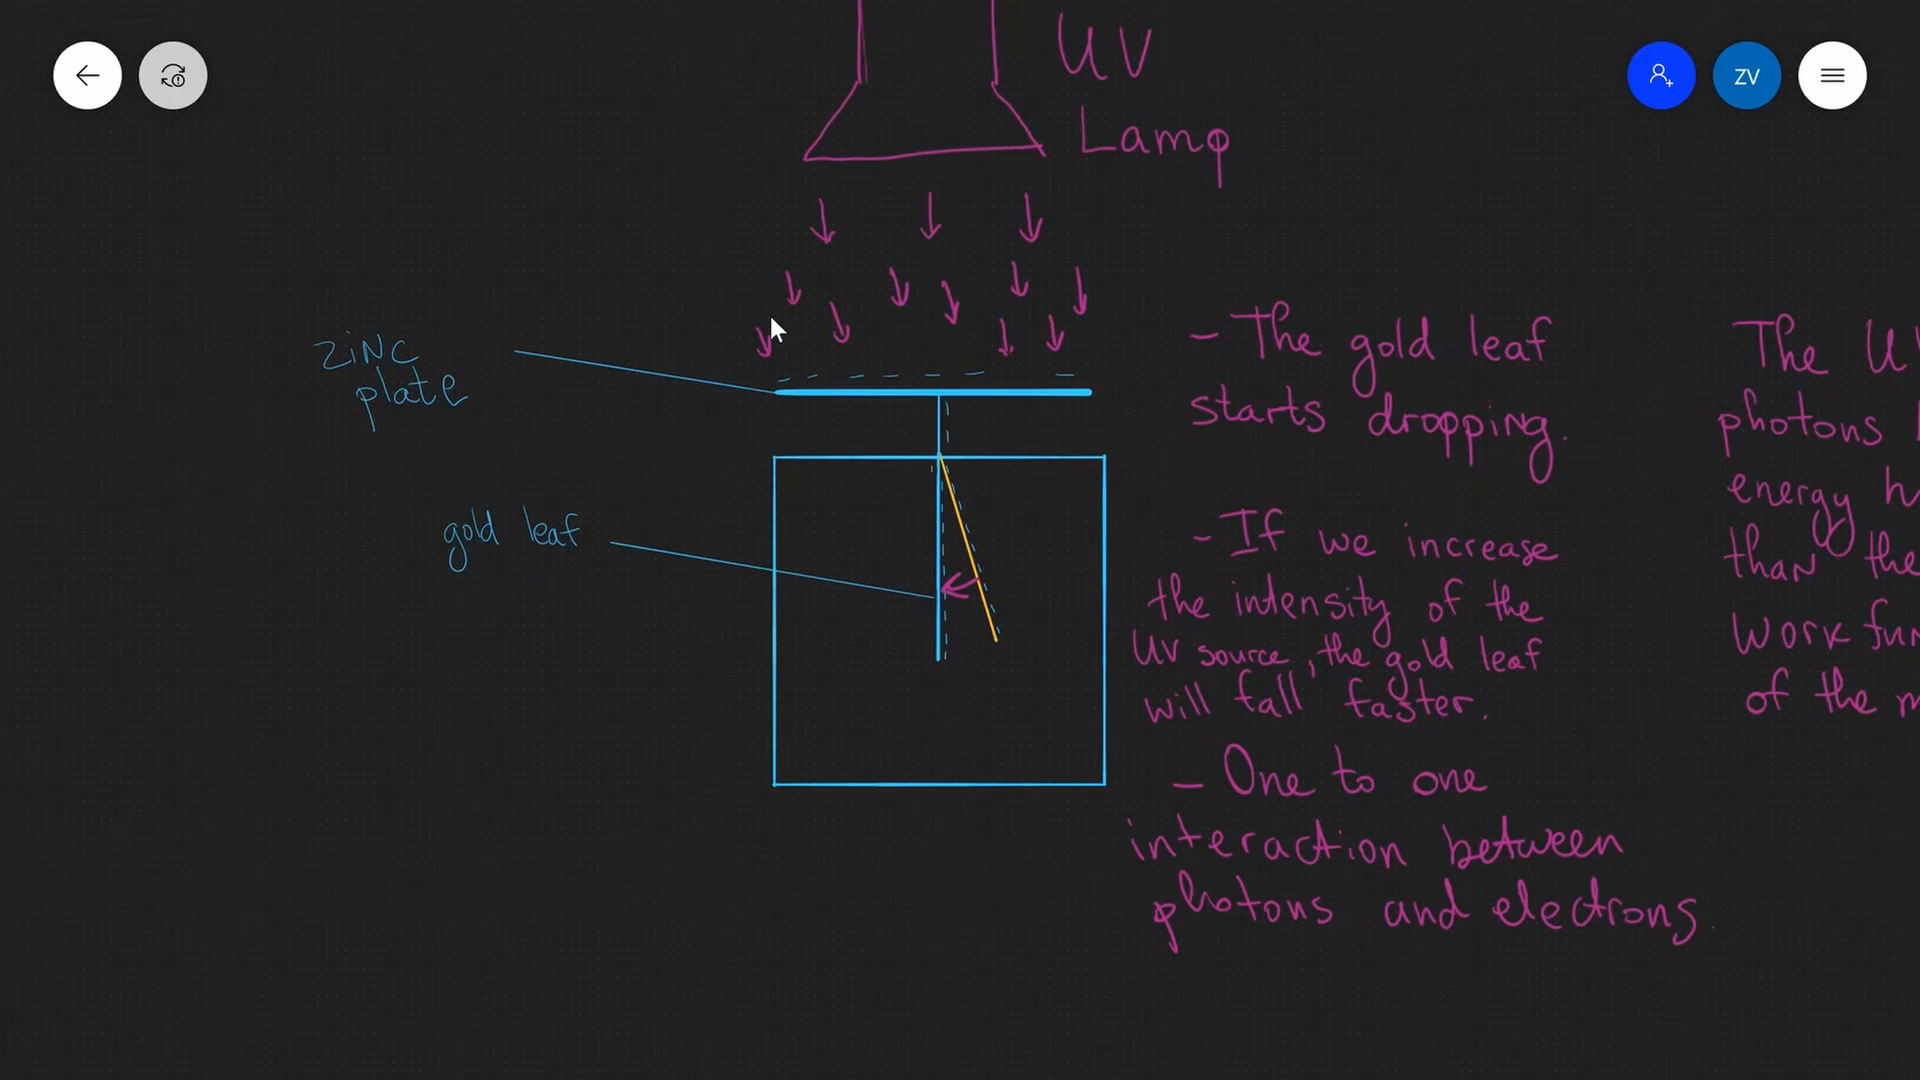 ZV
UV
Lamp
zinc
plate
gold leaf
- The gold leaf
starts dropping.
- If we increase
the intensity of the
UV source, the gold leaf
will fall faster.
- One to one
interaction between
photons and electrons.
The
photons
energy
than the
work
of the